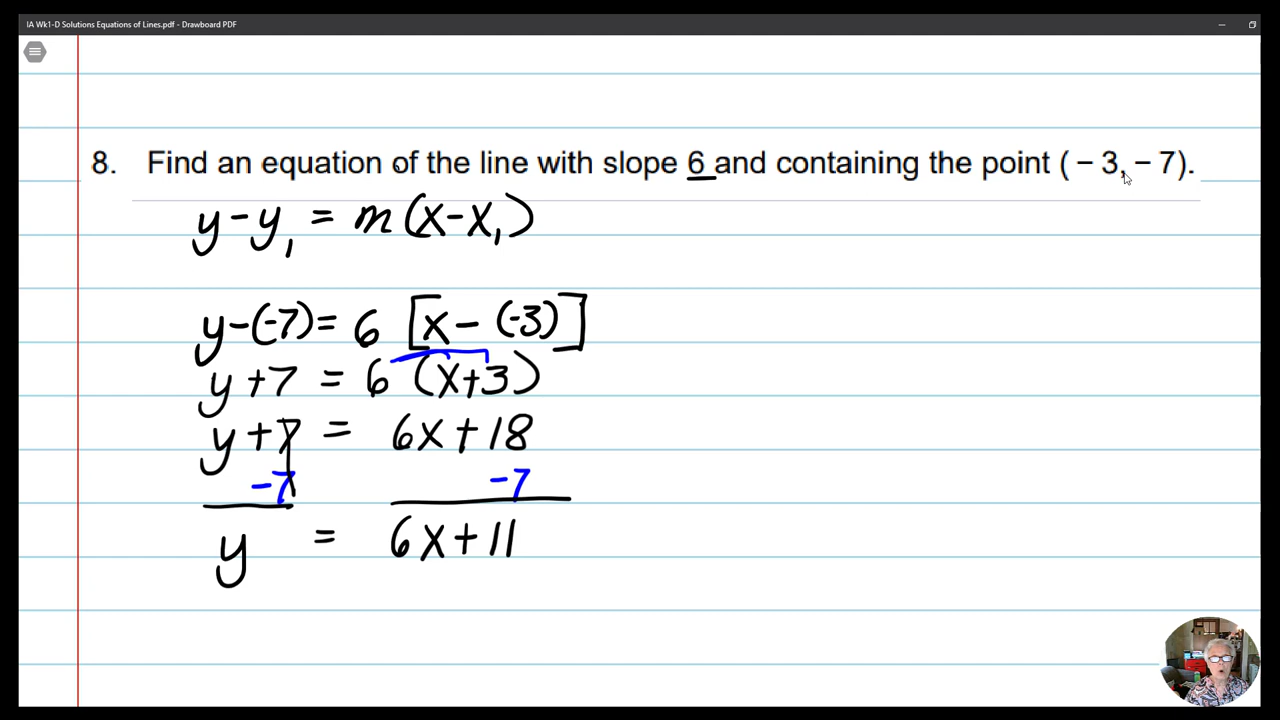 IA Wk1-D Solutions Equations of Lines.pdf - Drawboard PDF
8. Find an equation of the line with slope 6 and containing the point ( − 3, − 7).
y - y₁ = m (x - x₁)
y - (-7) = 6 [x - (-3)]
y + 7 = 6 (x + 3)
y + 7 = 6x + 18
-7 -7
y = 6x + 11